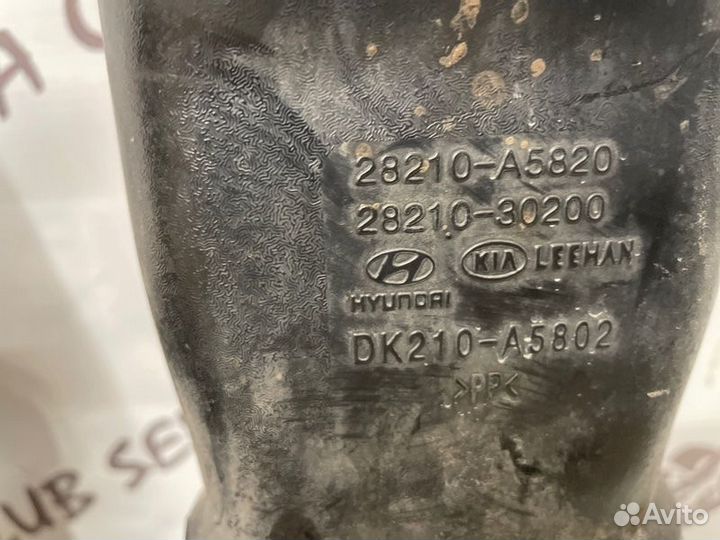 28210-A5820
28210-30200
HYUNDAI KIA LEEHAN
DK210-A5802
>PP<
Avito